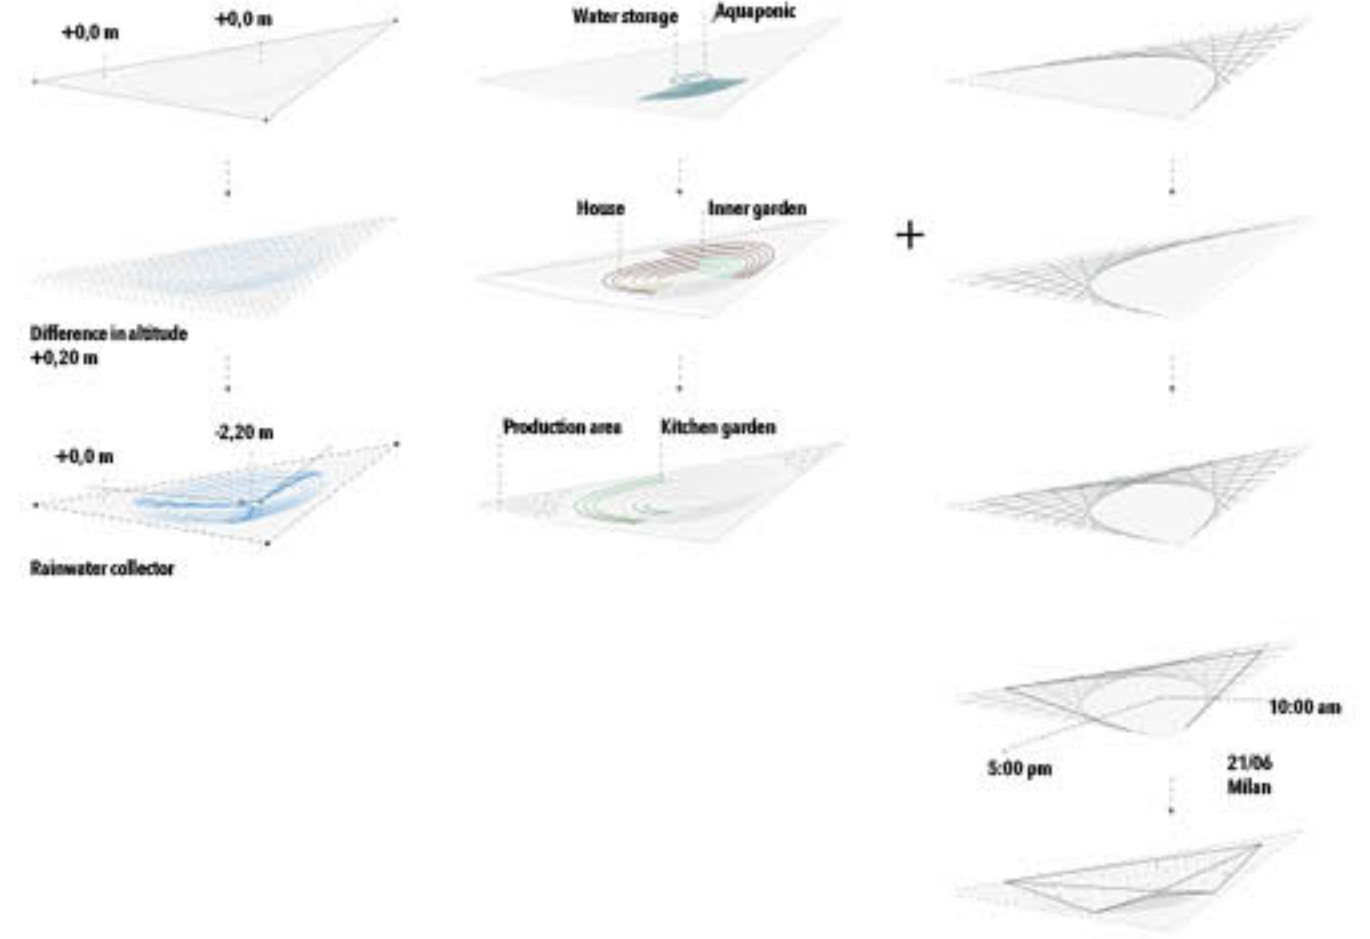 +0,0 m
+0,0 m
Difference in altitude
+0,20 m
-2,20 m
+0,0 m
Rainwater collector
Water storage
Aquaponic
House
Inner garden
Production area
Kitchen garden
+
10:00 am
5:00 pm
21/06
Milan